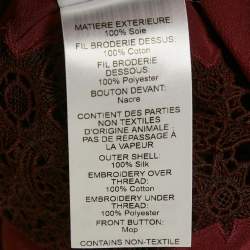 MATIERE EXTERIEURE:
100% Soie
FIL BRODERIE DESSUS:
100% Coton
FIL BRODERIE
DESSOUS:
100% Polyester
BOUTON DEVANT:
Nacre
CONTIENT DES PARTIES
NON TEXTILES
D'ORIGINE ANIMALE
PAS DE REPASSAGE A
LA VAPEUR
OUTER SHELL:
100% Silk
EMBROIDERY OVER
THREAD:
100% Cotton
EMBROIDERY UNDER
THREAD:
100% Polyester
FRONT BUTTON:
Mop
CONTAINS NON-TEXTILE